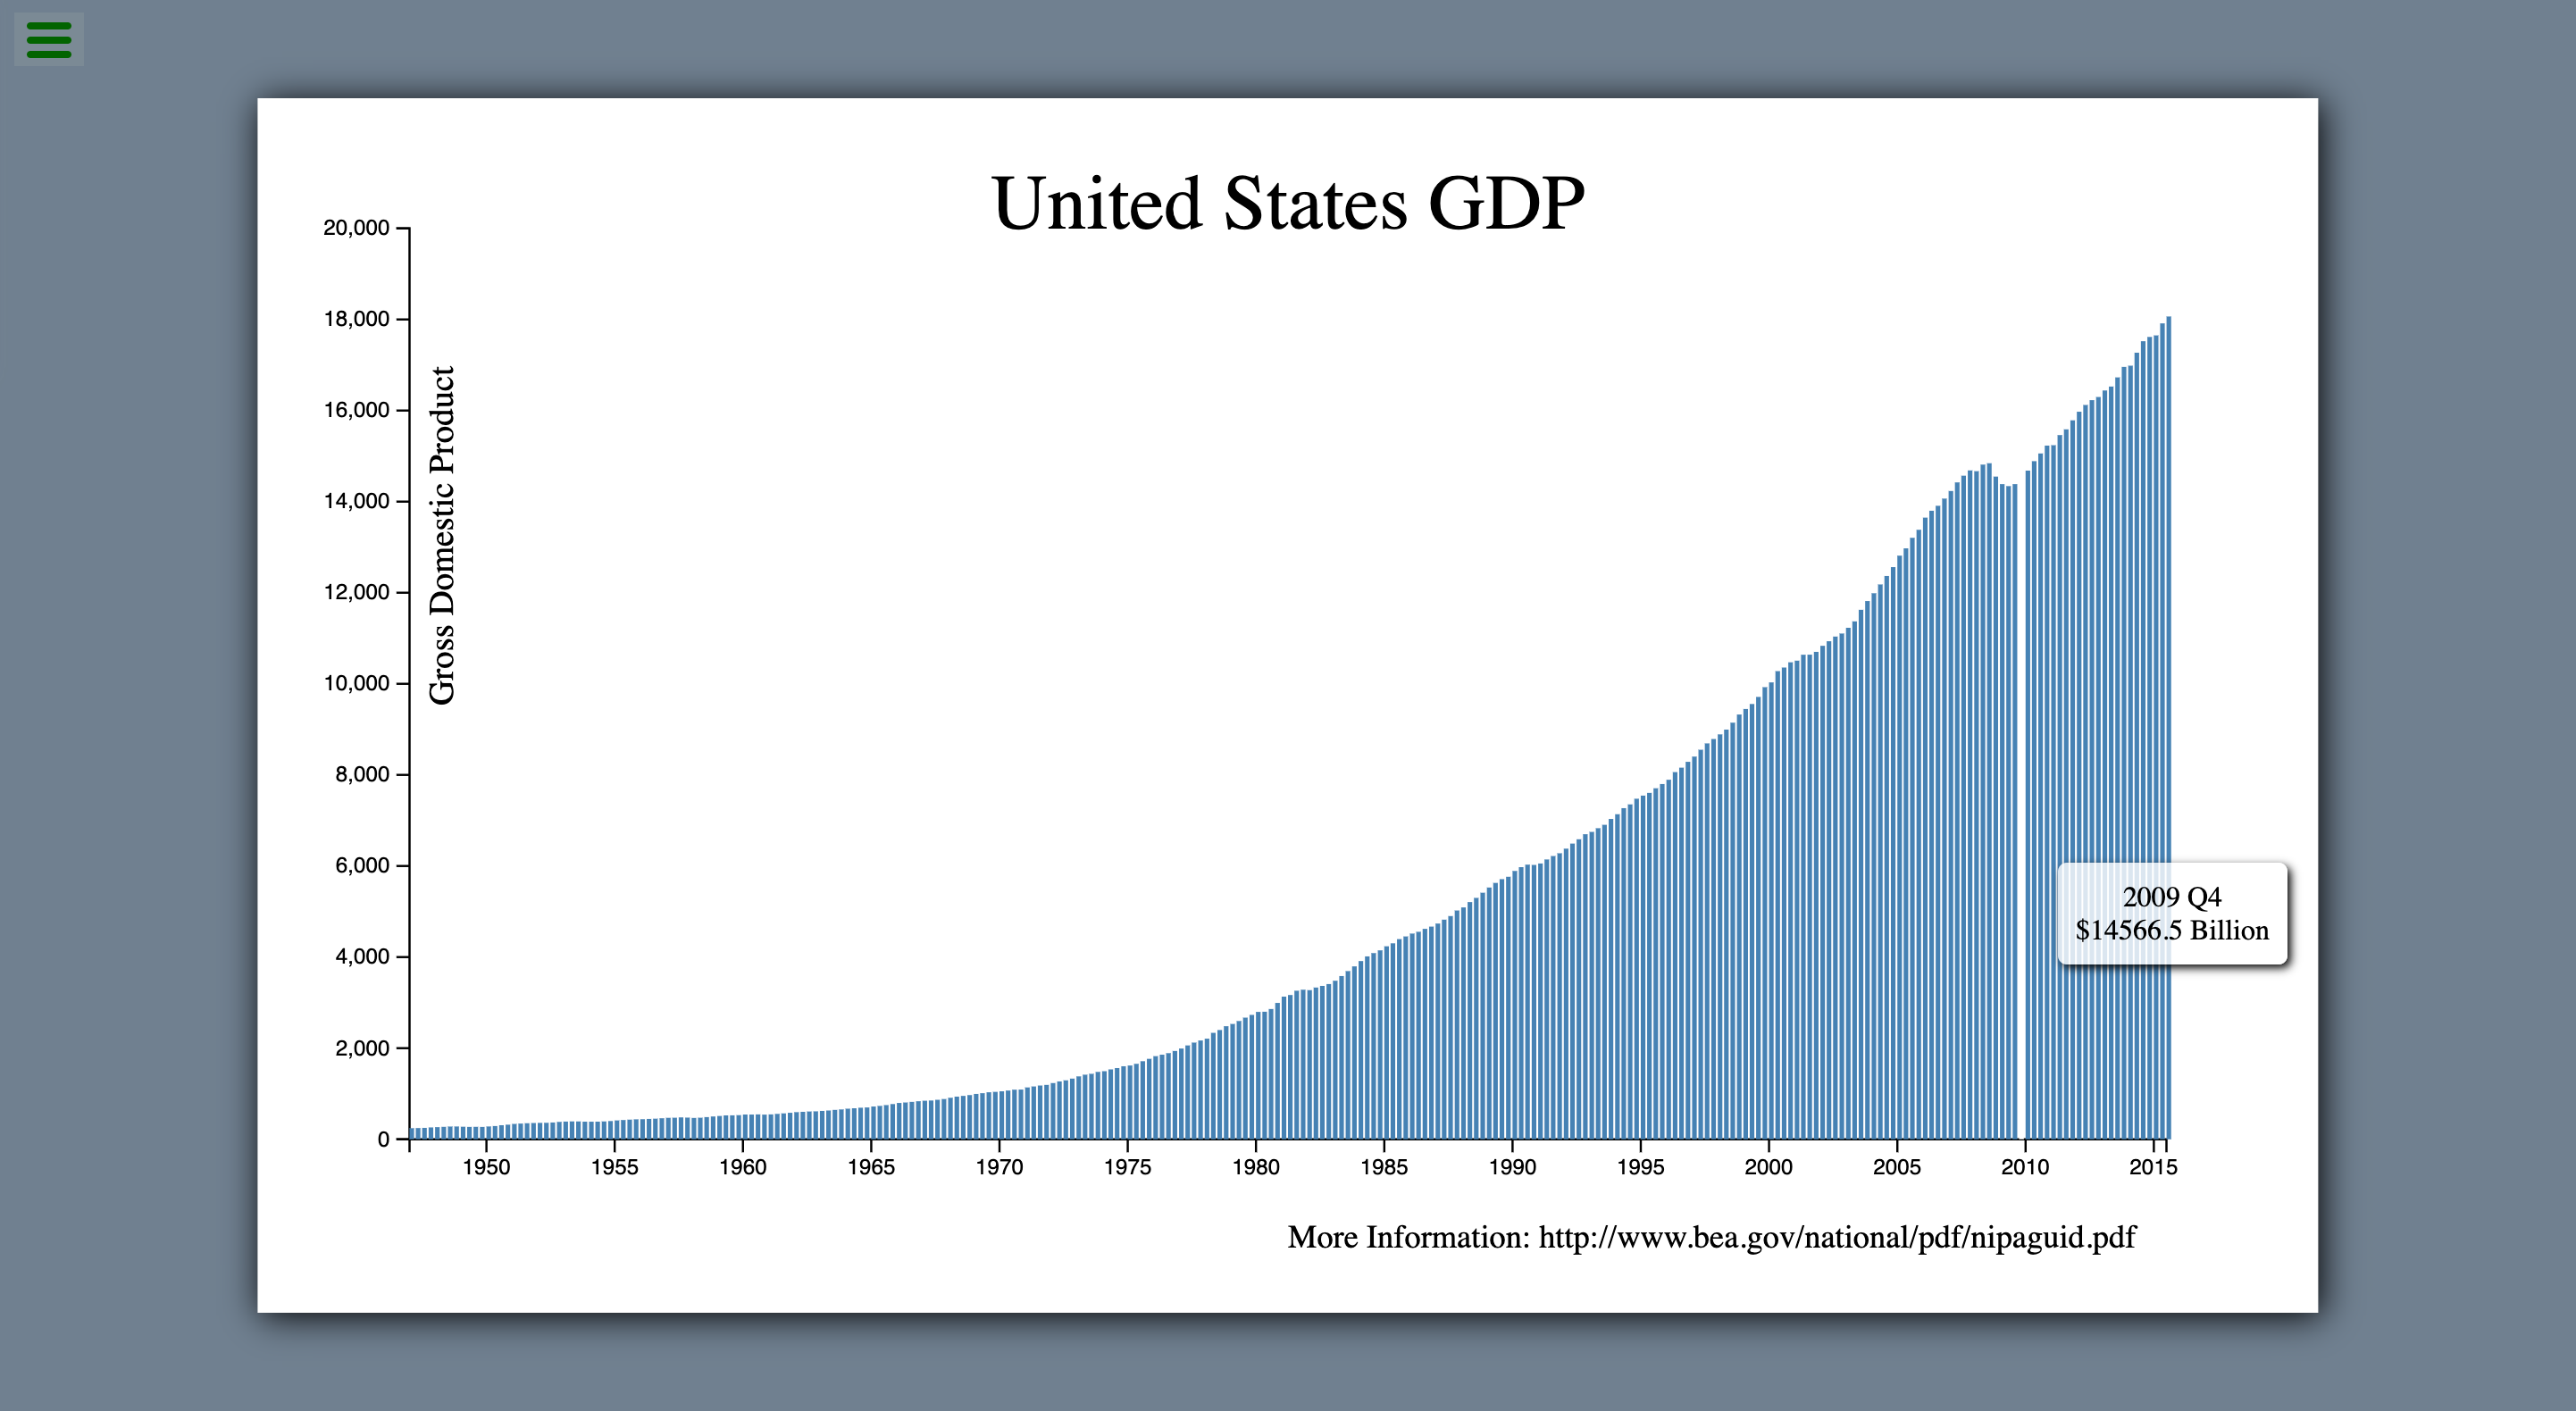 United States GDP
20,000
18,000
16,000
14,000
12,000
10,000
8,000
6,000
4,000
2,000
0
Gross Domestic Product
2009 Q4
$14566.5 Billion
1950 1955 1960 1965 1970 1975 1980 1985 1990 1995 2000 2005 2010 2015
More Information: http://www.bea.gov/national/pdf/nipaguid.pdf